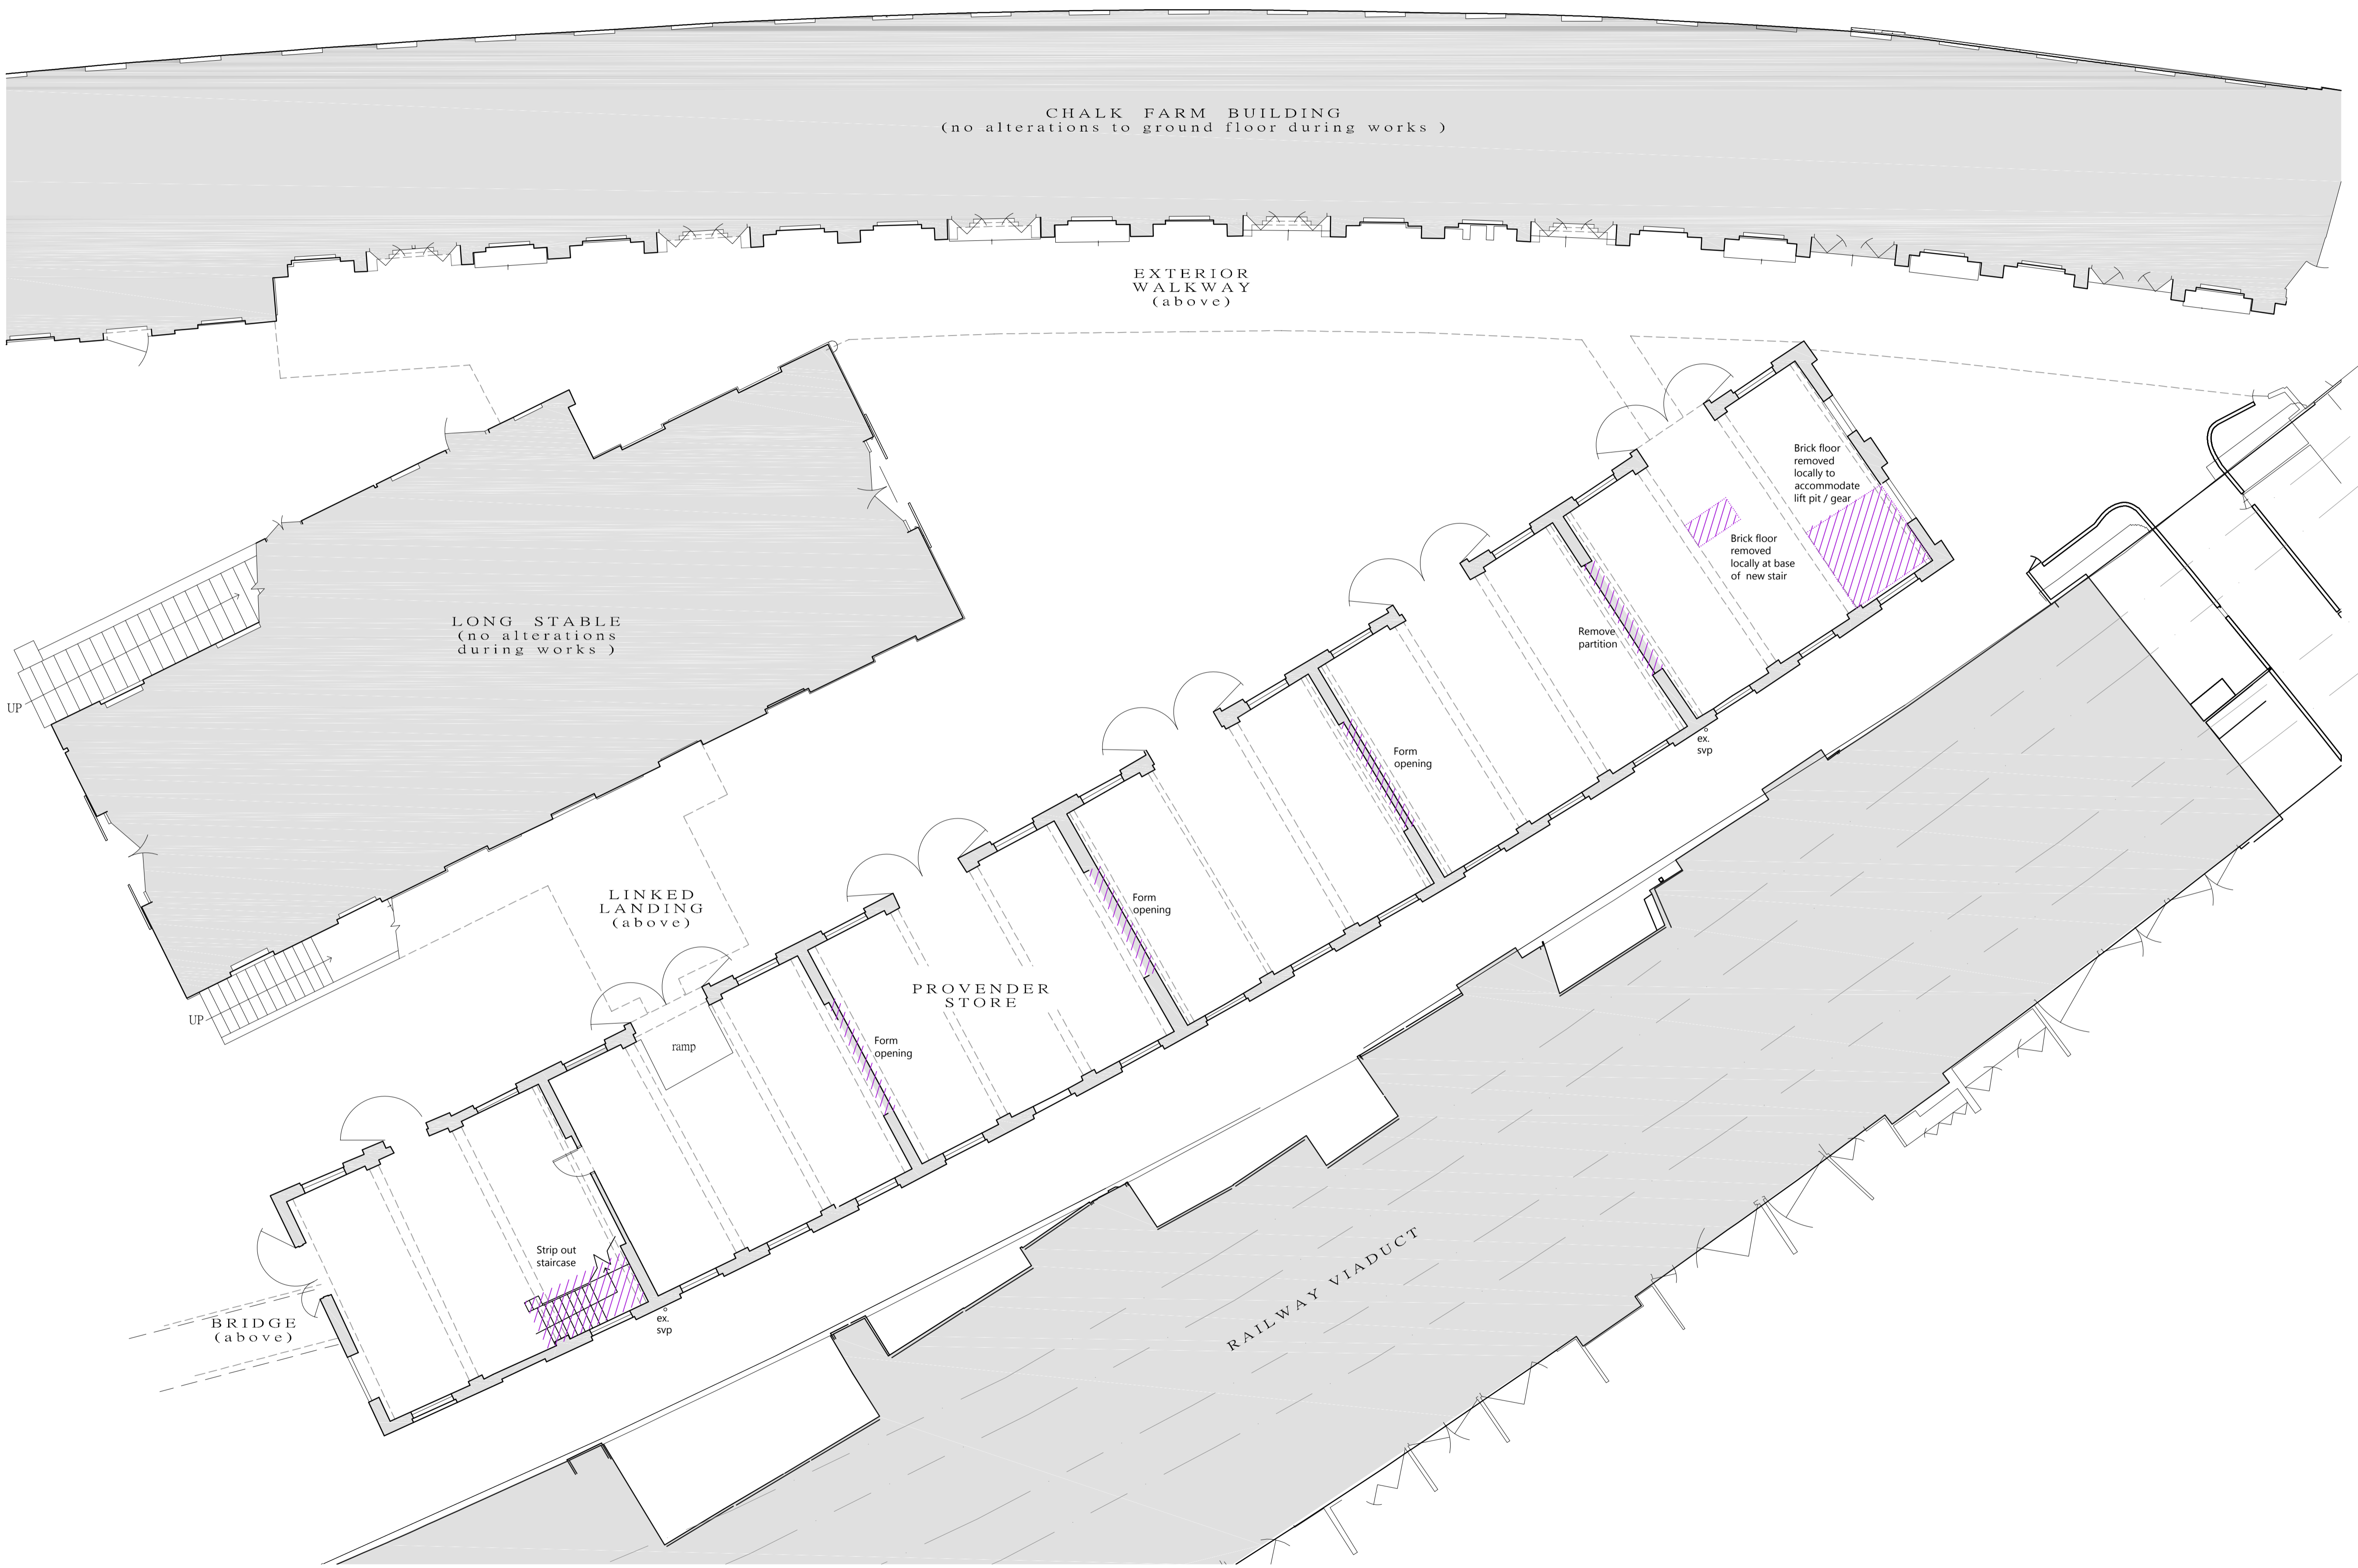 CHALK FARM BUILDING
(no alterations to ground floor during works )
EXTERIOR
WALKWAY
(above)
Brick floor
removed
locally to
accommodate
lift pit / gear
Brick floor
removed
locally at base
of new stair
LONG STABLE
(no alterations
during works )
UP
Remove
partition
ex.
svp
Form
opening
LINKED
LANDING
(above)
Form
opening
UP
PROVENDER
STORE
ramp
Form
opening
Strip out
staircase
BRIDGE
(above)
ex.
svp
RAILWAY VIADUCT